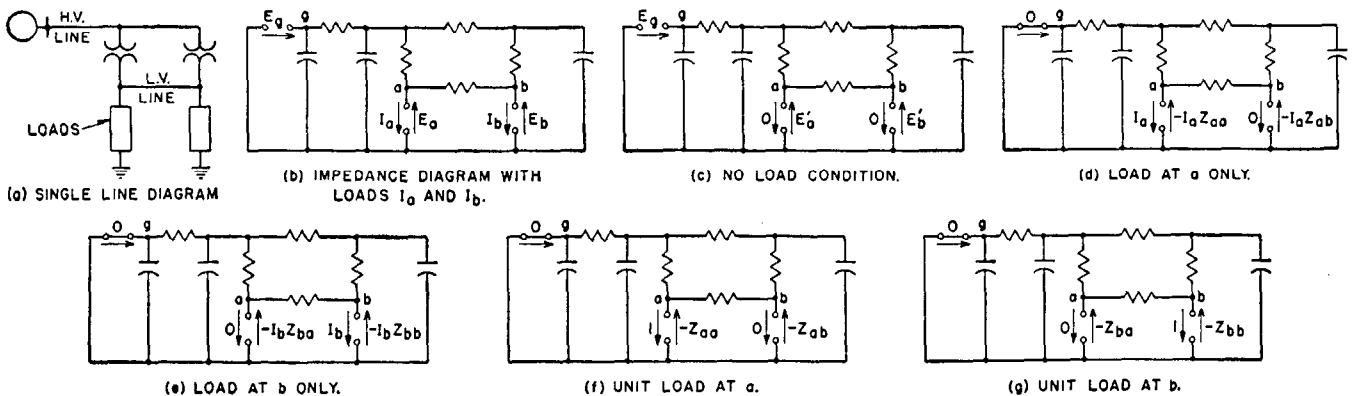 H.V.
LINE
L.V.
LINE
LOADS
(a) SINGLE LINE DIAGRAM
Eg g
a b
Ia Ea Ib Eb
(b) IMPEDANCE DIAGRAM WITH
LOADS Ia AND Ib.
Eg g
a b
0 E'a 0 E'b
(c) NO LOAD CONDITION.
0 g
a b
Ia -IaZaa 0 -IaZab
(d) LOAD AT a ONLY.
0 g
a b
0 -IbZba Ib -IbZbb
(e) LOAD AT b ONLY.
0 g
a b
1 -Zaa 0 -Zab
(f) UNIT LOAD AT a.
0 g
a b
0 -Zba 1 -Zbb
(g) UNIT LOAD AT b.